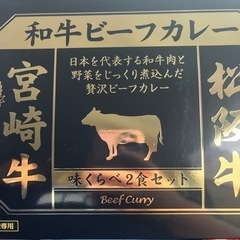 和牛ビーフカレー
松阪牛
日本を代表する和牛肉と
野菜をじっくり煮込んだ
贅沢ビーフカレー
宮崎牛
味くらべ2食セット
Beef Curry
専用